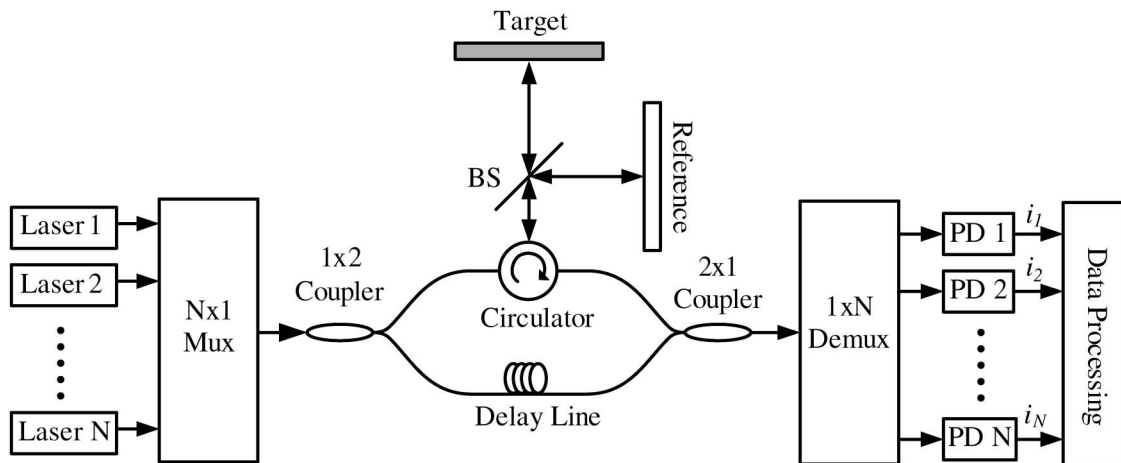 Target
Reference
BS
Laser 1
Laser 2
Laser N
Nx1
Mux
1x2
Coupler
Circulator
Delay Line
2x1
Coupler
1xN
Demux
PD 1
PD 2
PD N
i1
i2
iN
Data Processing